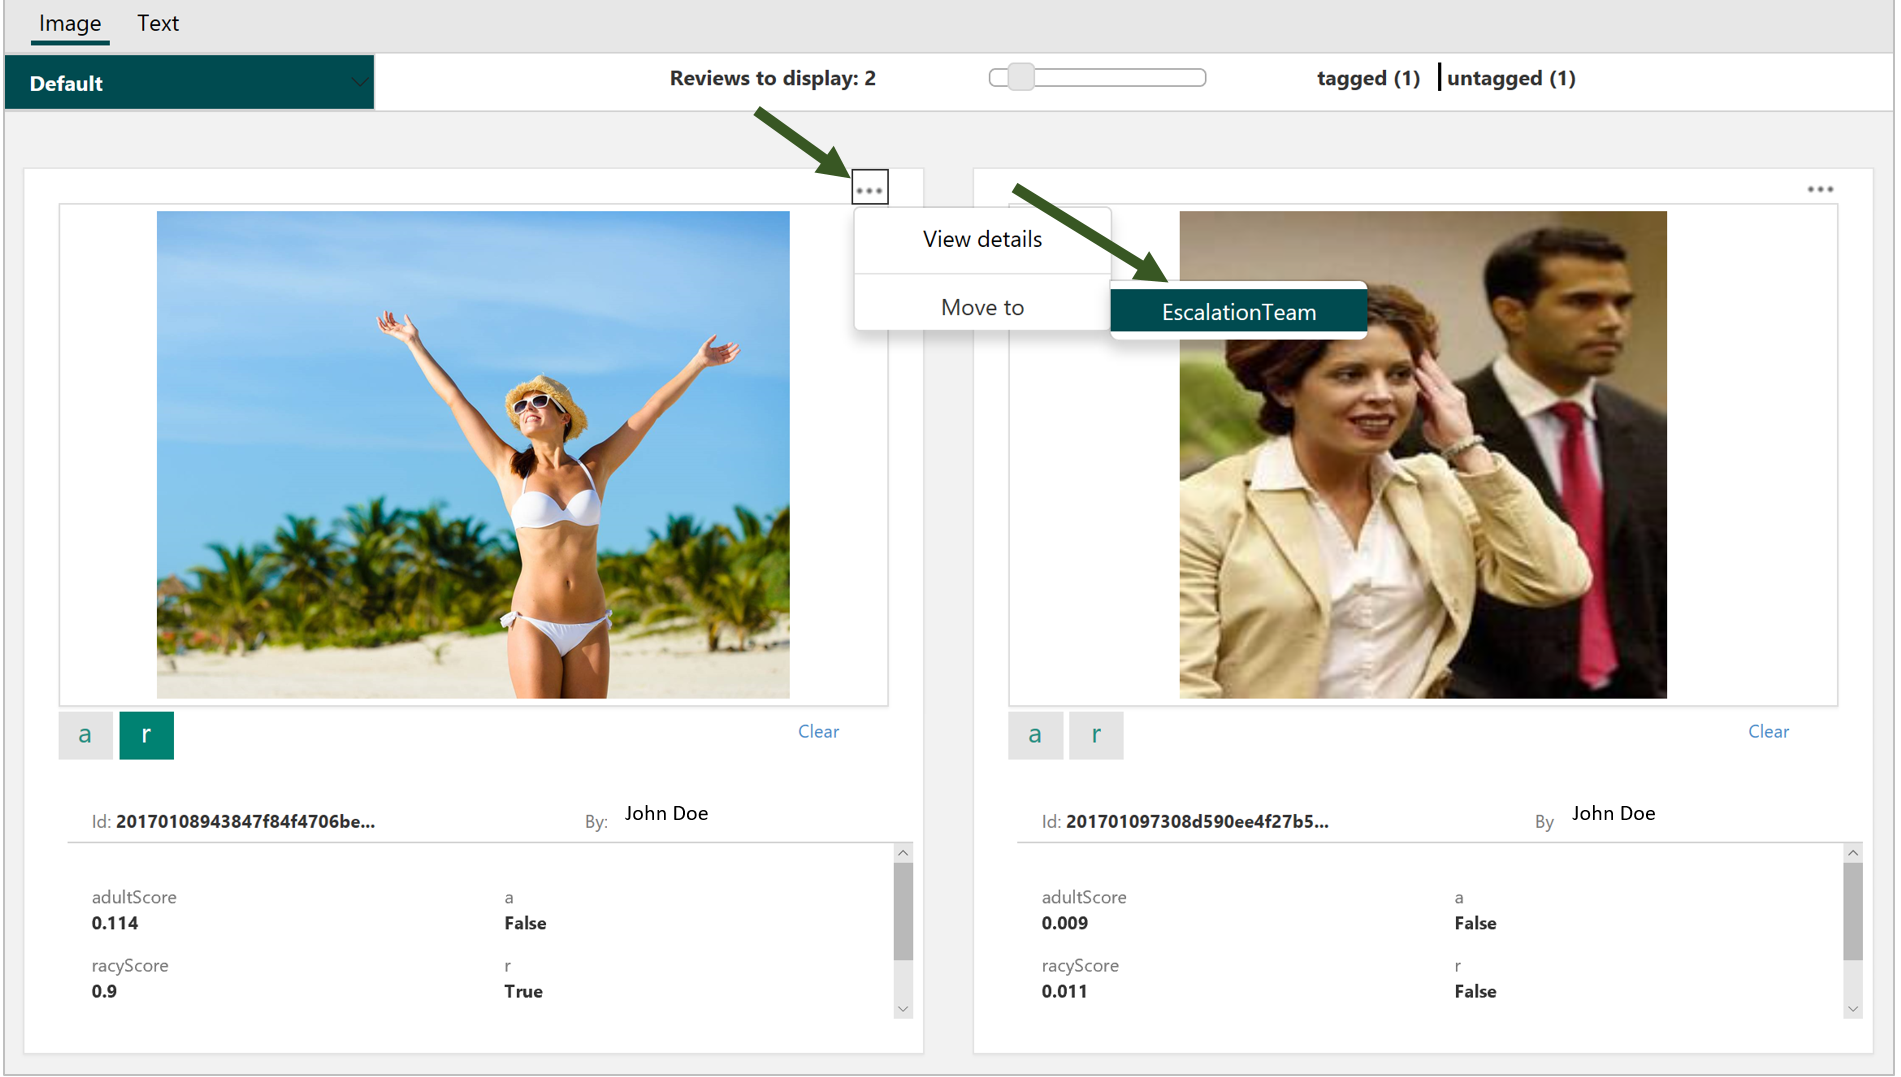 Image Text
Default
Reviews to display: 2
tagged (1) untagged (1)
View details
Move to
EscalationTeam
a r
Clear
Id: 20170108943847f84f4706be...
By: John Doe
adultScore
a
0.114
False
racyScore
r
0.9
True
a r
Clear
Id: 201701097308d590ee4f27b5...
By John Doe
adultScore
a
0.009
False
racyScore
r
0.011
False